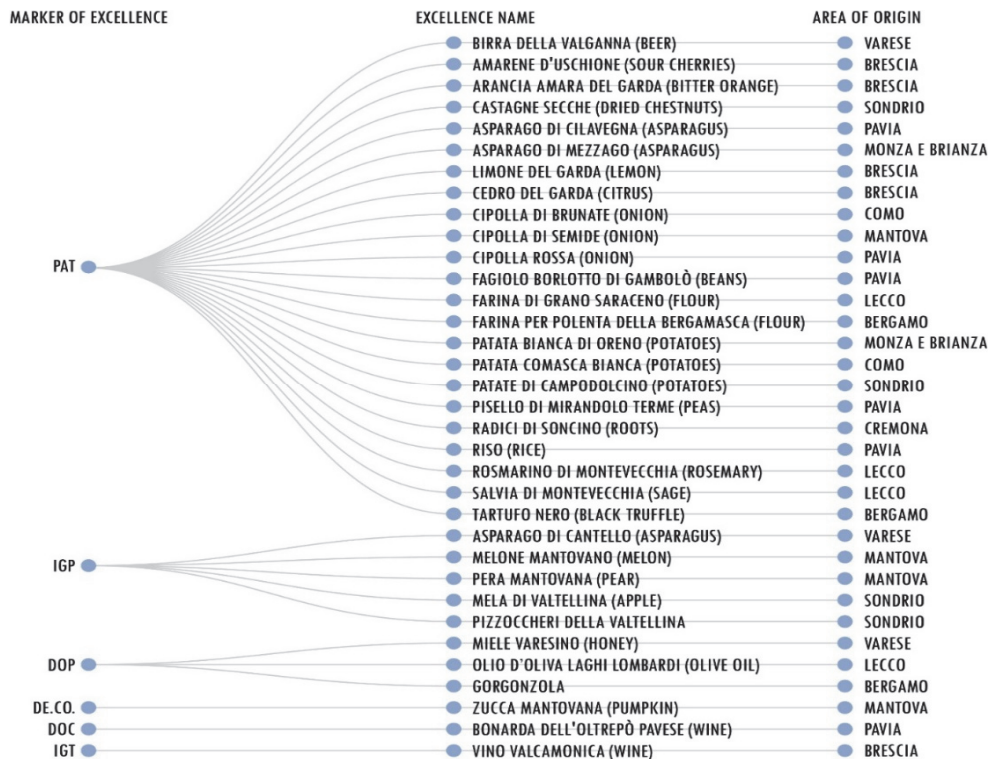 MARKER OF EXCELLENCE EXCELLENCE NAME AREA OF ORIGIN
BIRRA DELLA VALGANNA (BEER) VARESE
AMARENE D'USCHIONE (SOUR CHERRIES) BRESCIA
ARANCIA AMARA DEL GARDA (BITTER ORANGE) BRESCIA
CASTAGNE SECCHE (DRIED CHESTNUTS) SONDRIO
ASPARAGO DI CILAVEGNA (ASPARAGUS) PAVIA
ASPARAGO DI MEZZAGO (ASPARAGUS) MONZA E BRIANZA
LIMONE DEL GARDA (LEMON) BRESCIA
CEDRO DEL GARDA (CITRUS) BRESCIA
CIPOLLA DI BRUNATE (ONION) COMO
CIPOLLA DI SEMIDE (ONION) MANTOVA
CIPOLLA ROSSA (ONION) PAVIA
PAT FAGIOLO BORLOTTO DI GAMBOLÒ (BEANS) PAVIA
FARINA DI GRANO SARACENO (FLOUR) LECCO
FARINA PER POLENTA DELLA BERGAMASCA (FLOUR) BERGAMO
PATATA BIANCA DI ORENO (POTATOES) MONZA E BRIANZA
PATATA COMASCA BIANCA (POTATOES) COMO
PATATE DI CAMPODOLCINO (POTATOES) SONDRIO
PISELLO DI MIRANDOLO TERME (PEAS) PAVIA
RADICI DI SONCINO (ROOTS) CREMONA
RISO (RICE) PAVIA
ROSMARINO DI MONTEVECCHIA (ROSEMARY) LECCO
SALVIA DI MONTEVECCHIA (SAGE) LECCO
TARTUFO NERO (BLACK TRUFFLE) BERGAMO
ASPARAGO DI CANTELLO (ASPARAGUS) VARESE
IGP MELONE MANTOVANO (MELON) MANTOVA
PERA MANTOVANA (PEAR) MANTOVA
MELA DI VALTELLINA (APPLE) SONDRIO
PIZZOCCHERI DELLA VALTELLINA SONDRIO
MIELE VARESINO (HONEY) VARESE
DOP OLIO D'OLIVA LAGHI LOMBARDI (OLIVE OIL) LECCO
GORGONZOLA BERGAMO
DE.CO. ZUCCA MANTOVANA (PUMPKIN) MANTOVA
DOC BONARDA DELL'OLTREPÒ PAVESE (WINE) PAVIA
IGT VINO VALCAMONICA (WINE) BRESCIA